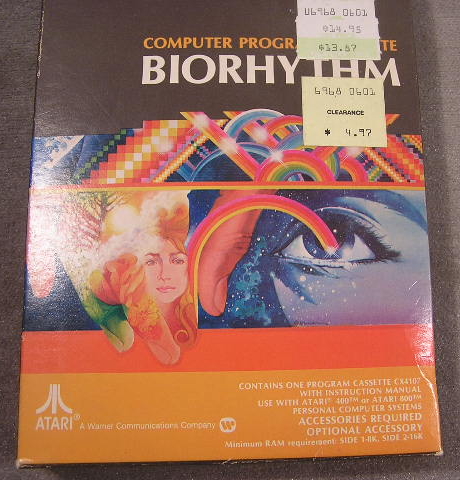 U6968 0601
$14.95
$13.87
COMPUTER PROGRA TE
BIORHYTHM
6968 0601
CLEARANCE
$ 4.97
CONTAINS ONE PROGRAM CASSETTE CX4107
WITH INSTRUCTION MANUAL
USE WITH ATARI® 400™ or ATARI 800™
PERSONAL COMPUTER SYSTEMS
ACCESSORIES REQUIRED
OPTIONAL ACCESSORY
Minimum RAM requirement: SIDE 1-8K, SIDE 2-16K
ATARI®
A Warner Communications Company